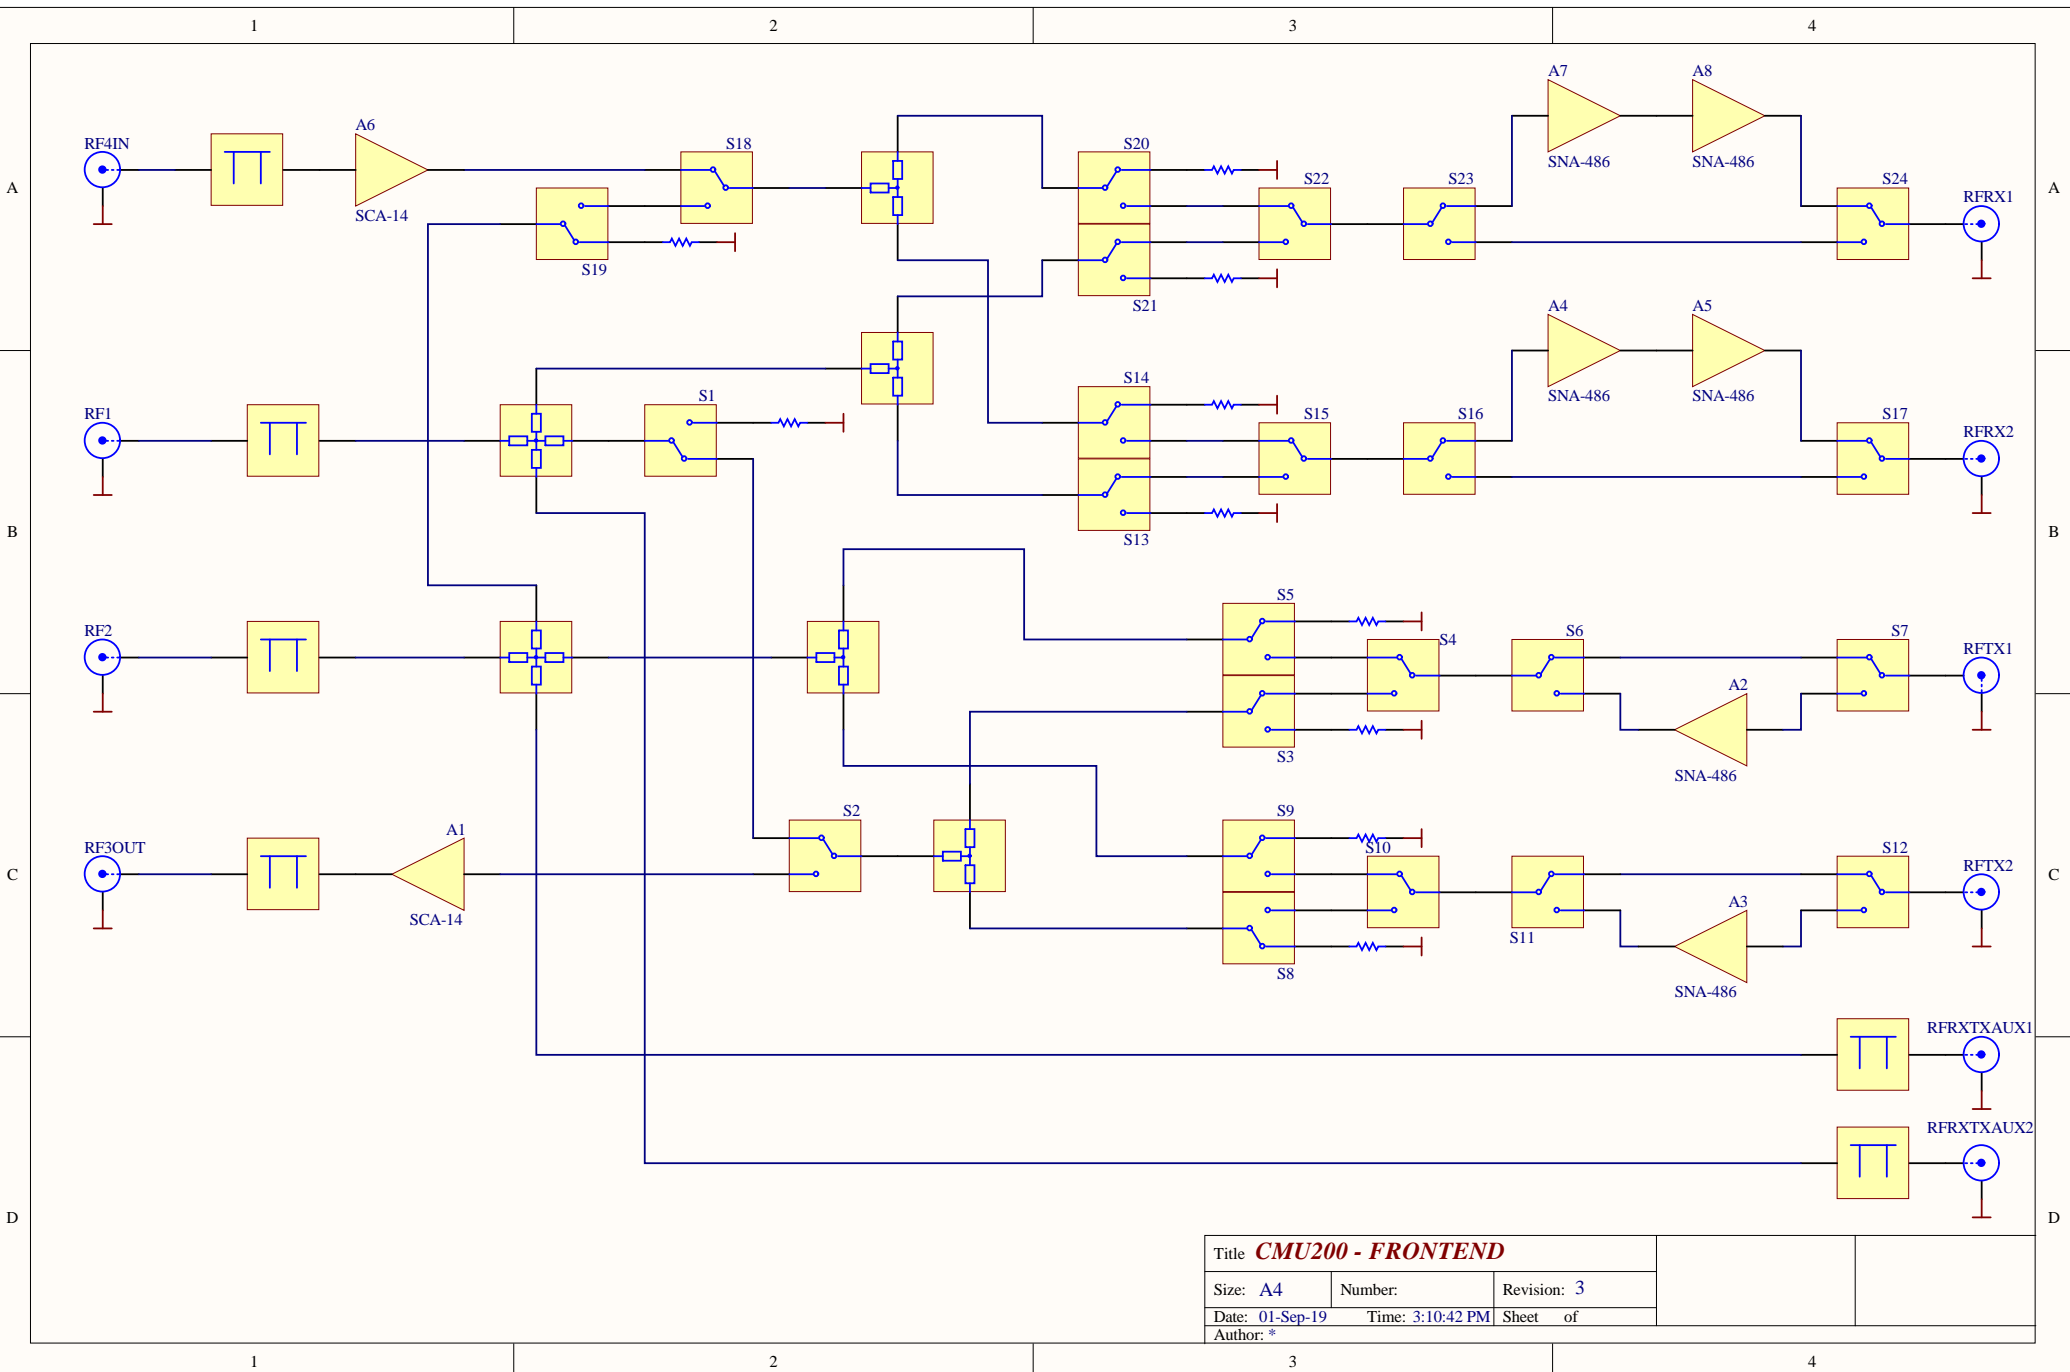 1 2 3 4
A7 A8
A6
RF4IN S18 S20
SNA-486 SNA-486
S22 S23 S24
A A
RFRX1
SCA-14
S19
S21
A4 A5
S14
S1
SNA-486 SNA-486
RF1 S15 S16 S17
RFRX2
B B
S13
S5
RF2 S6 S7
S4
RFTX1
A2
S3
SNA-486
S2 S9
A1
RF3OUT S10 S12
C C
RFTX2
A3
SCA-14
S11
S8
SNA-486
RFRXTXAUX1
RFRXTXAUX2
D D
Title CMU200 - FRONTEND
Size: A4 Number: Revision: 3
Date: 01-Sep-19 Time: 3:10:42 PM Sheet of
Author: *
1 2 3 4